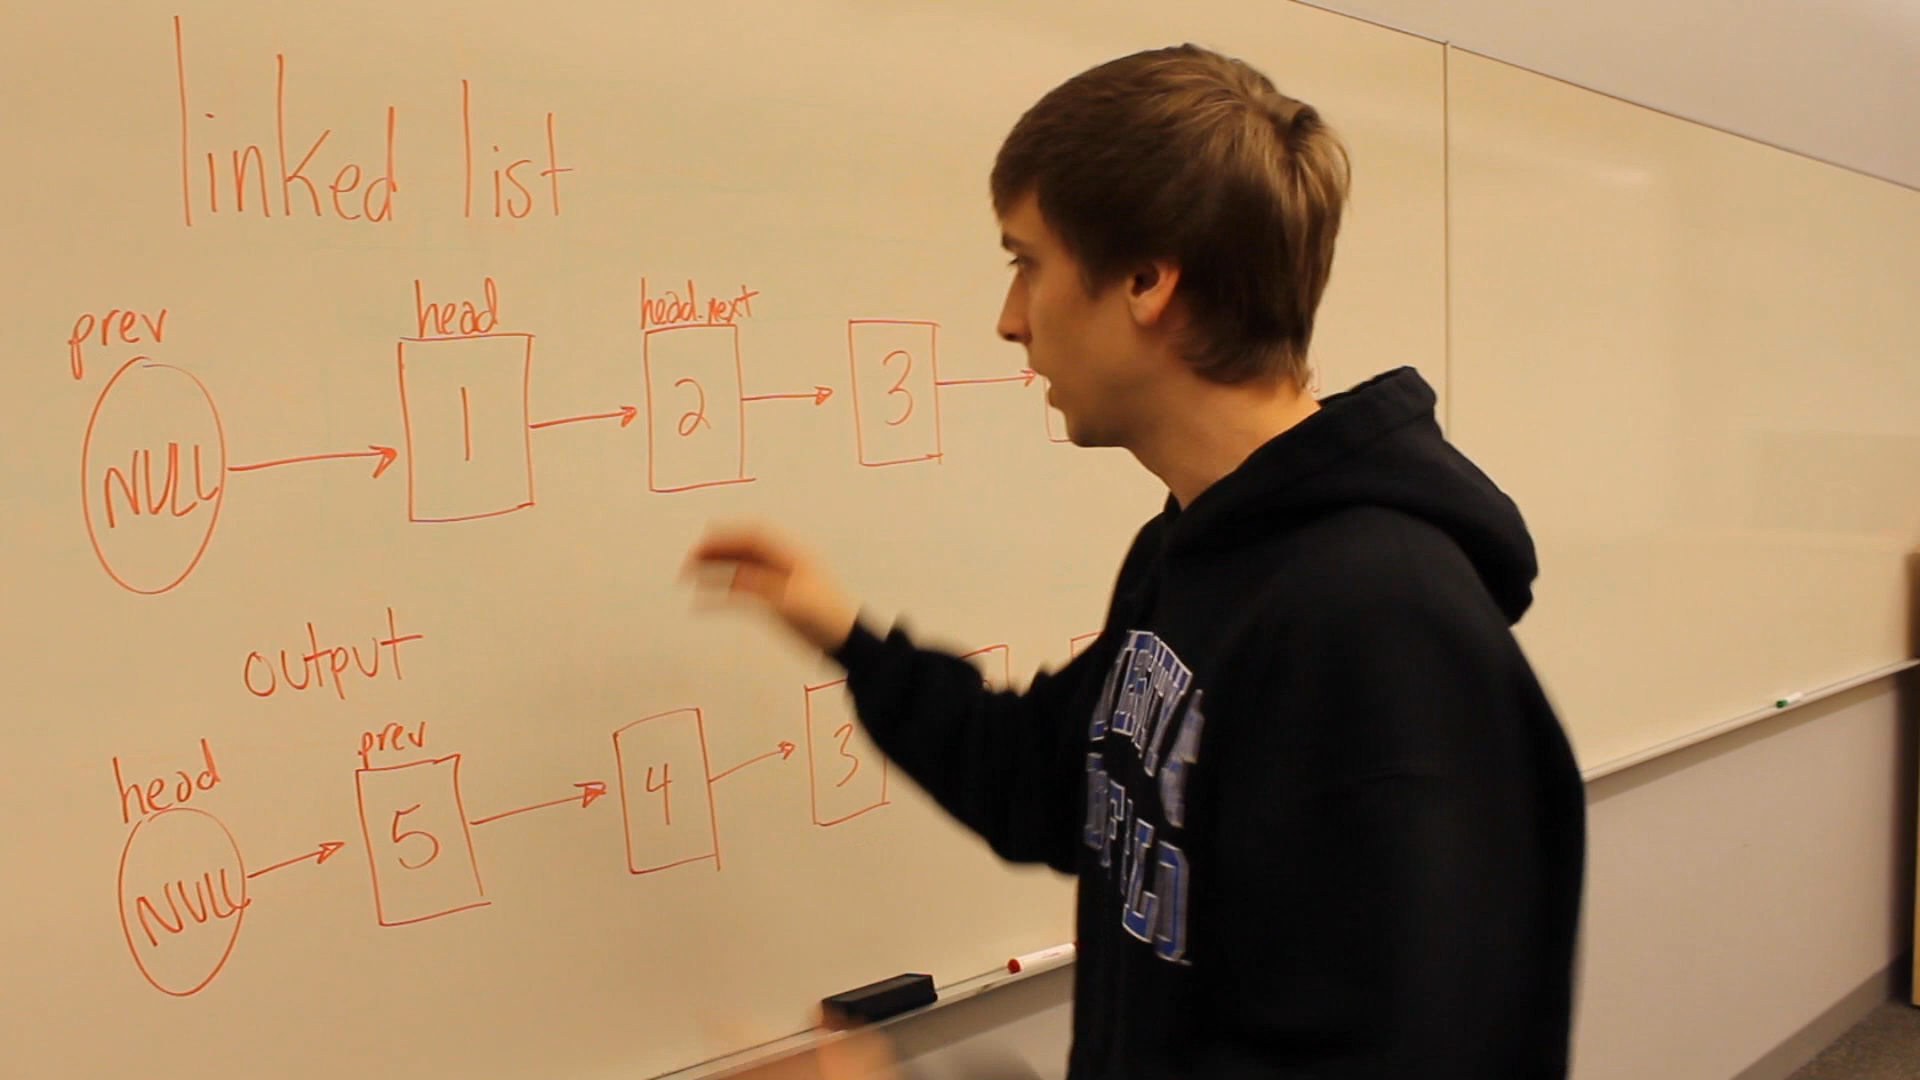 linked list
prev head head.next
NULL 1 2 3
output
head prev
NULL 5 4 3